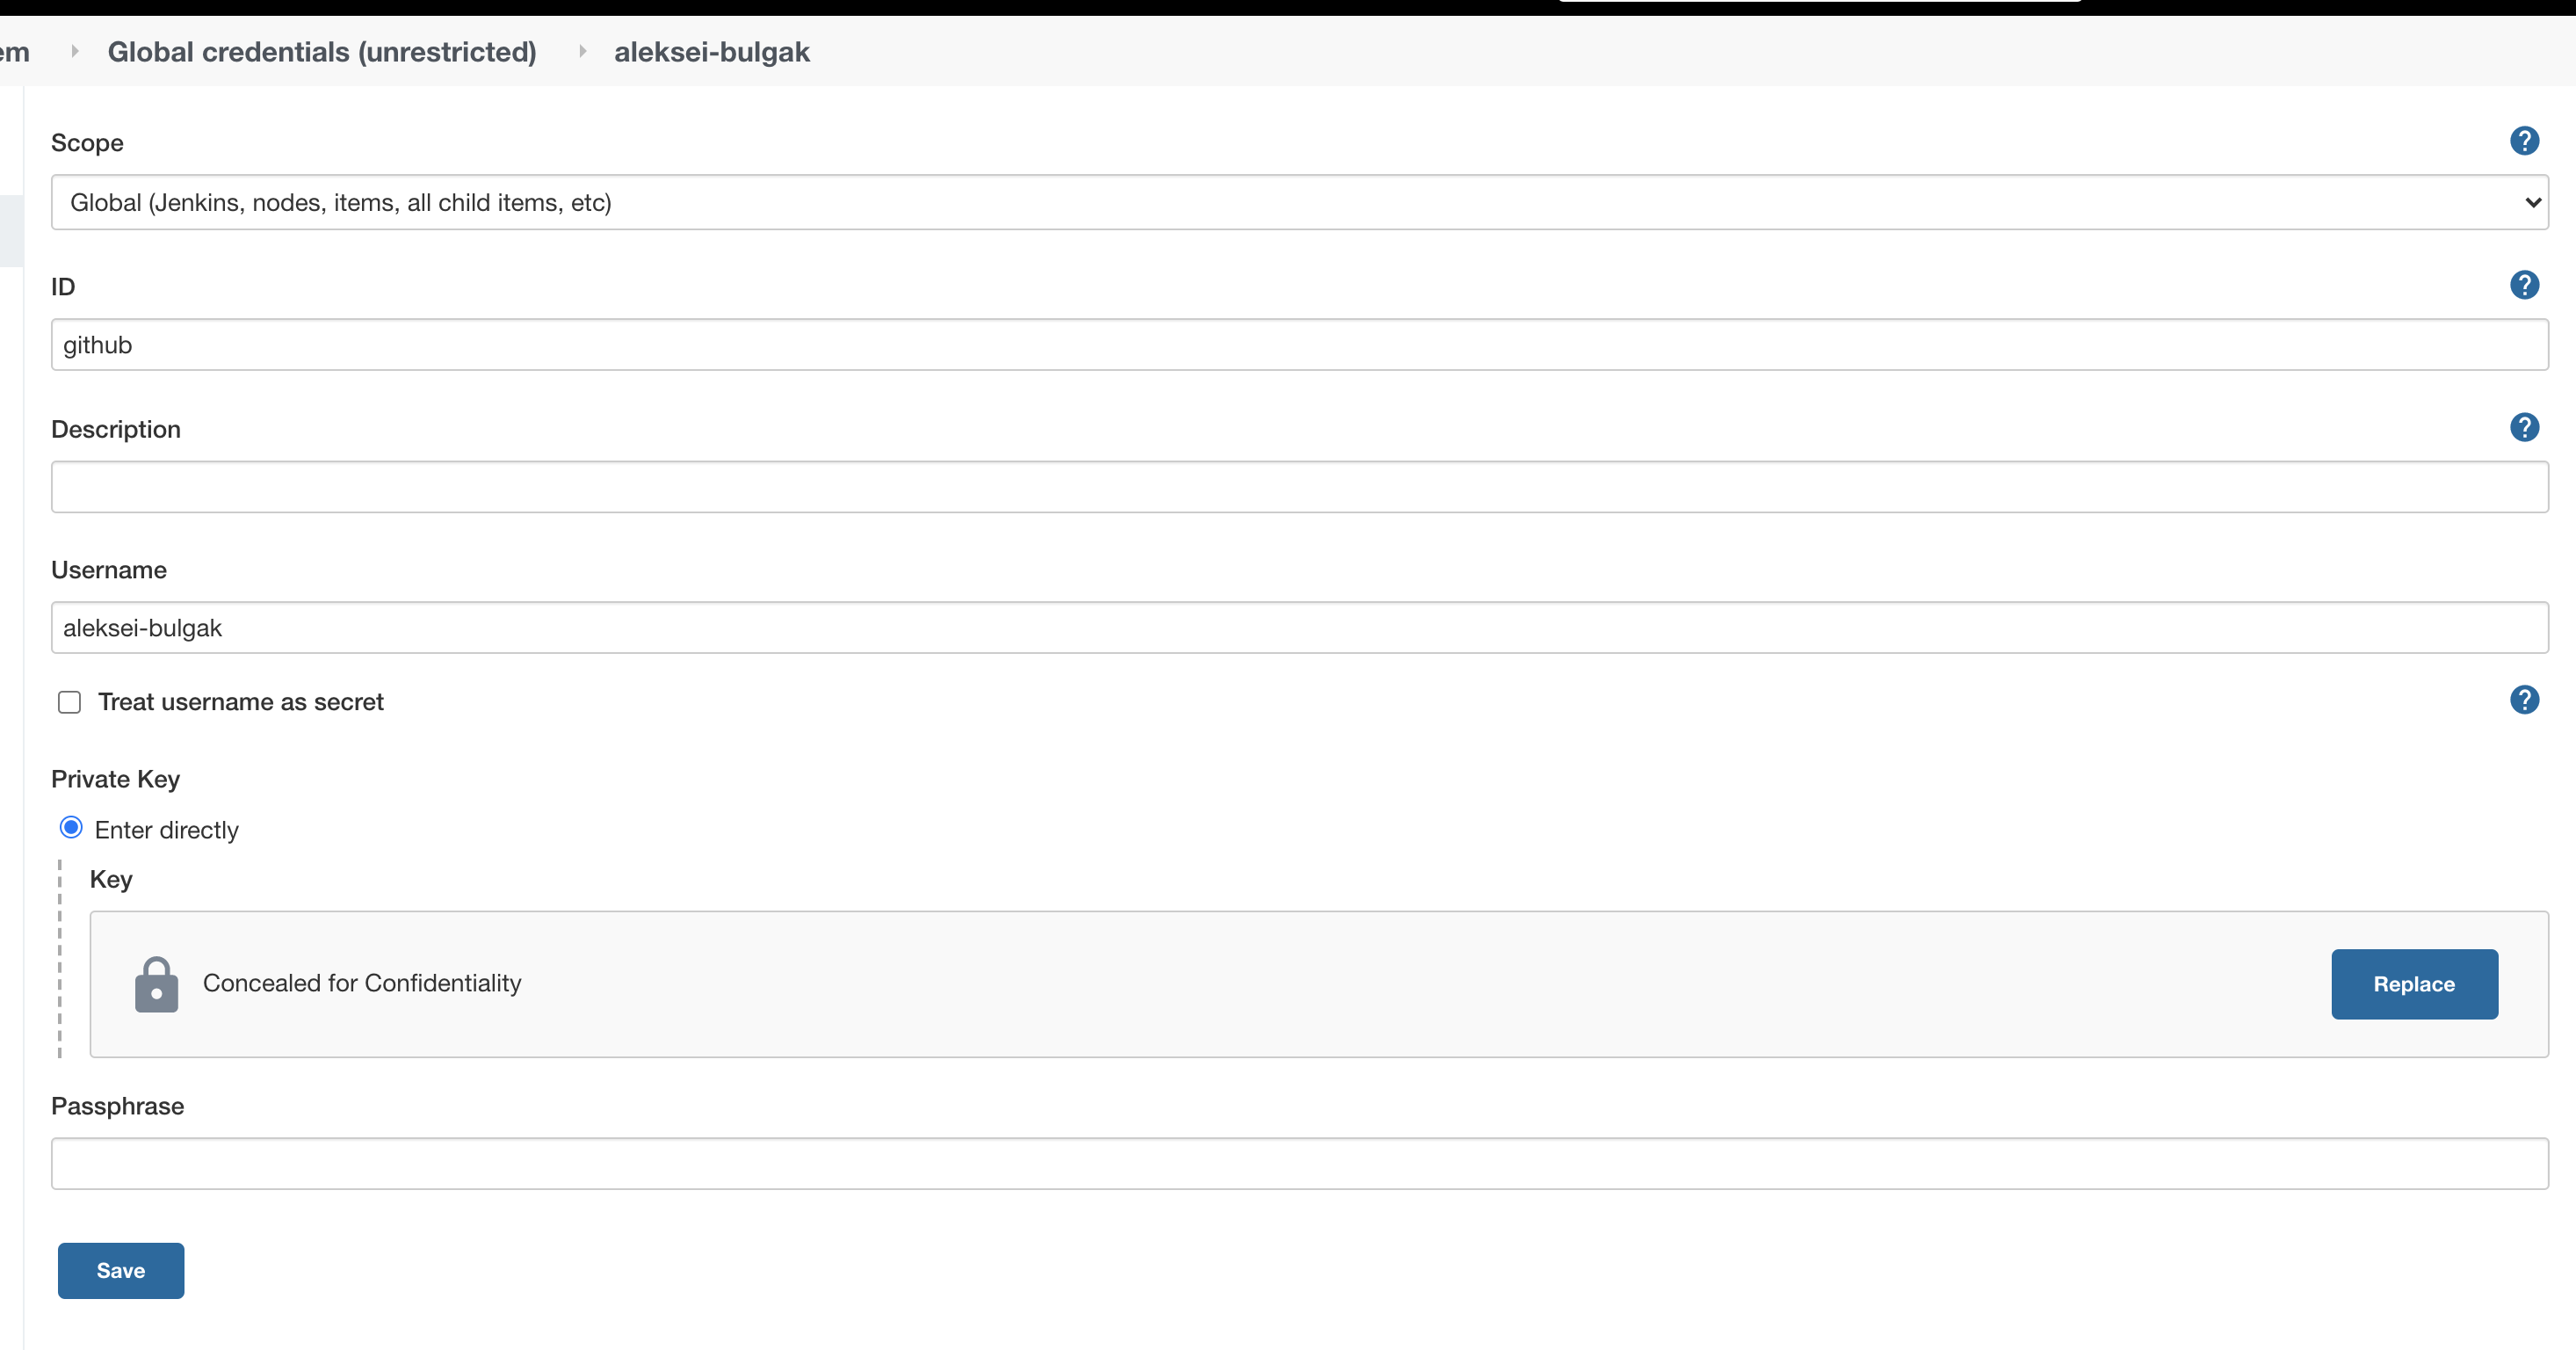 em Global credentials (unrestricted) aleksei-bulgak
Scope ?
Global (Jenkins, nodes, items, all child items, etc)
ID ?
github
Description ?
Username
aleksei-bulgak
Treat username as secret ?
Private Key
Enter directly
Key
Concealed for Confidentiality Replace
Passphrase
Save